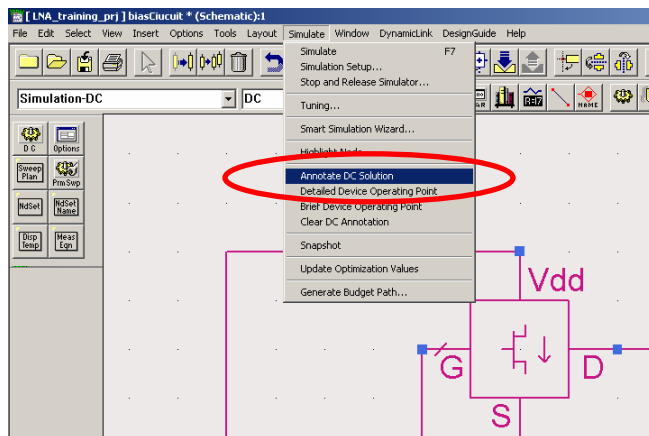 [ LNA_training_prj ] biasCiucuit * (Schematic):1
File Edit Select View Insert Options Tools Layout Simulate Window DynamicLink DesignGuide Help
Simulate F7
Simulation Setup...
Stop and Release Simulator...
Simulation-DC DC
NAME
Tuning...
Smart Simulation Wizard...
DC Options
Highlight Node...
Sweep Plan PrmSwp
Annotate DC Solution
Detailed Device Operating Point
NdSet NdSet Name
Brief Device Operating Point
Clear DC Annotation
Disp Temp Meas Eqn
Snapshot
Update Optimization Values
Vdd
Generate Budget Path...
G D
S